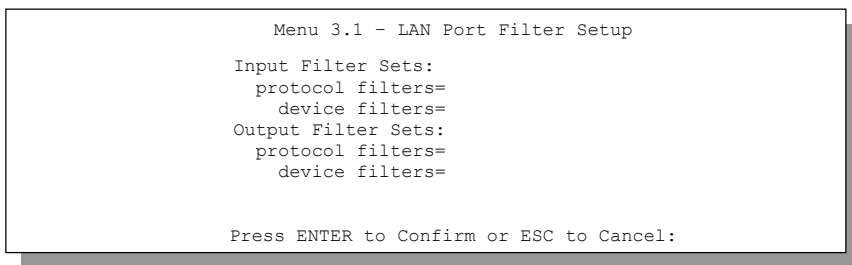 Menu 3.1 – LAN Port Filter Setup
Input Filter Sets:
protocol filters=
device filters=
Output Filter Sets:
protocol filters=
device filters=
Press ENTER to Confirm or ESC to Cancel: